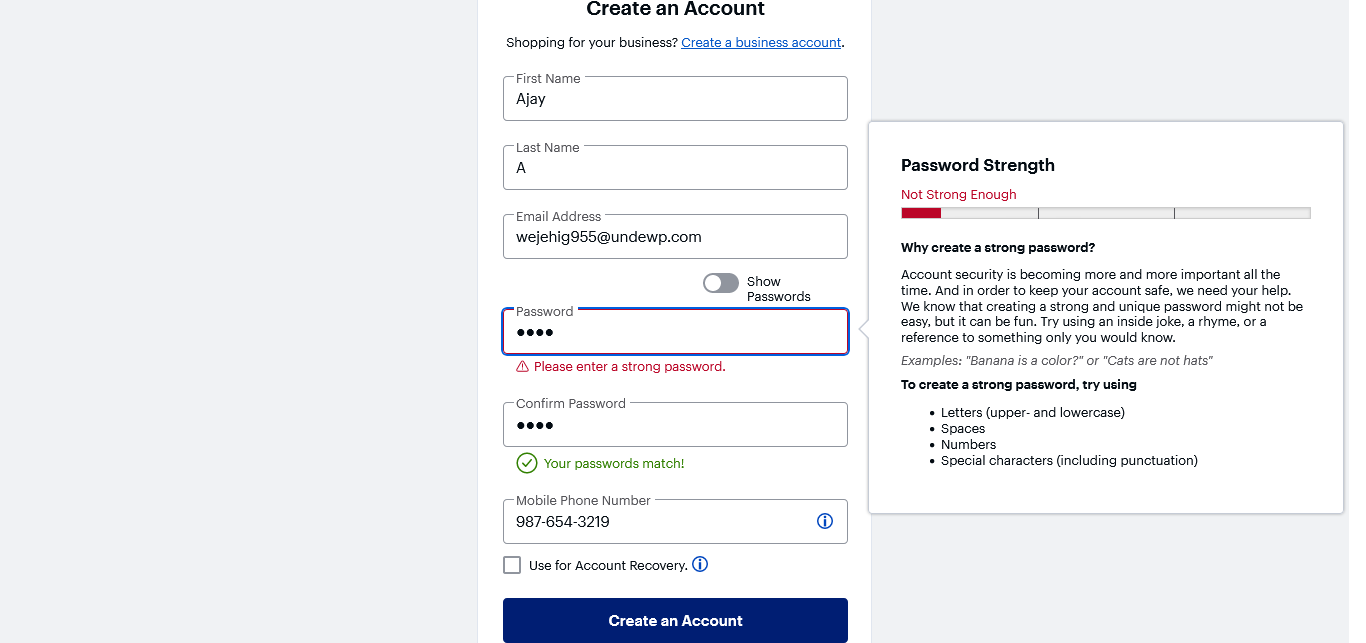 Create an Account
Shopping for your business? Create a business account.
First Name
Ajay
Last Name
A
Email Address
wejehig955@undewp.com
Show
Passwords
Password
••••
Please enter a strong password.
Confirm Password
••••
Your passwords match!
Mobile Phone Number
987-654-3219
Use for Account Recovery.
Create an Account
Password Strength
Not Strong Enough
Why create a strong password?
Account security is becoming more and more important all the
time. And in order to keep your account safe, we need your help.
We know that creating a strong and unique password might not be
easy, but it can be fun. Try using an inside joke, a rhyme, or a
reference to something only you would know.
Examples: "Banana is a color?" or "Cats are not hats"
To create a strong password, try using
• Letters (upper- and lowercase)
• Spaces
• Numbers
• Special characters (including punctuation)